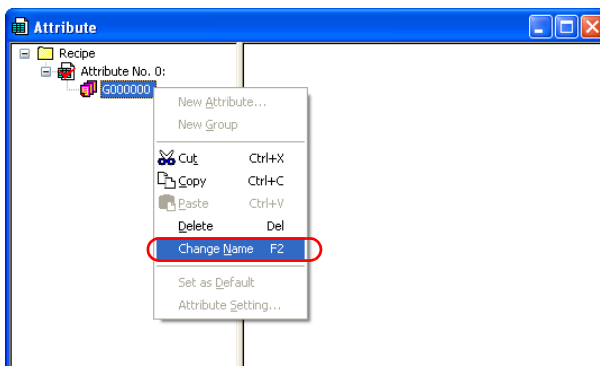 Attribute
Recipe
Attribute No. 0:
G000000
New Attribute...
New Group
Cut Ctrl+X
Copy Ctrl+C
Paste Ctrl+V
Delete Del
Change Name F2
Set as Default
Attribute Setting...